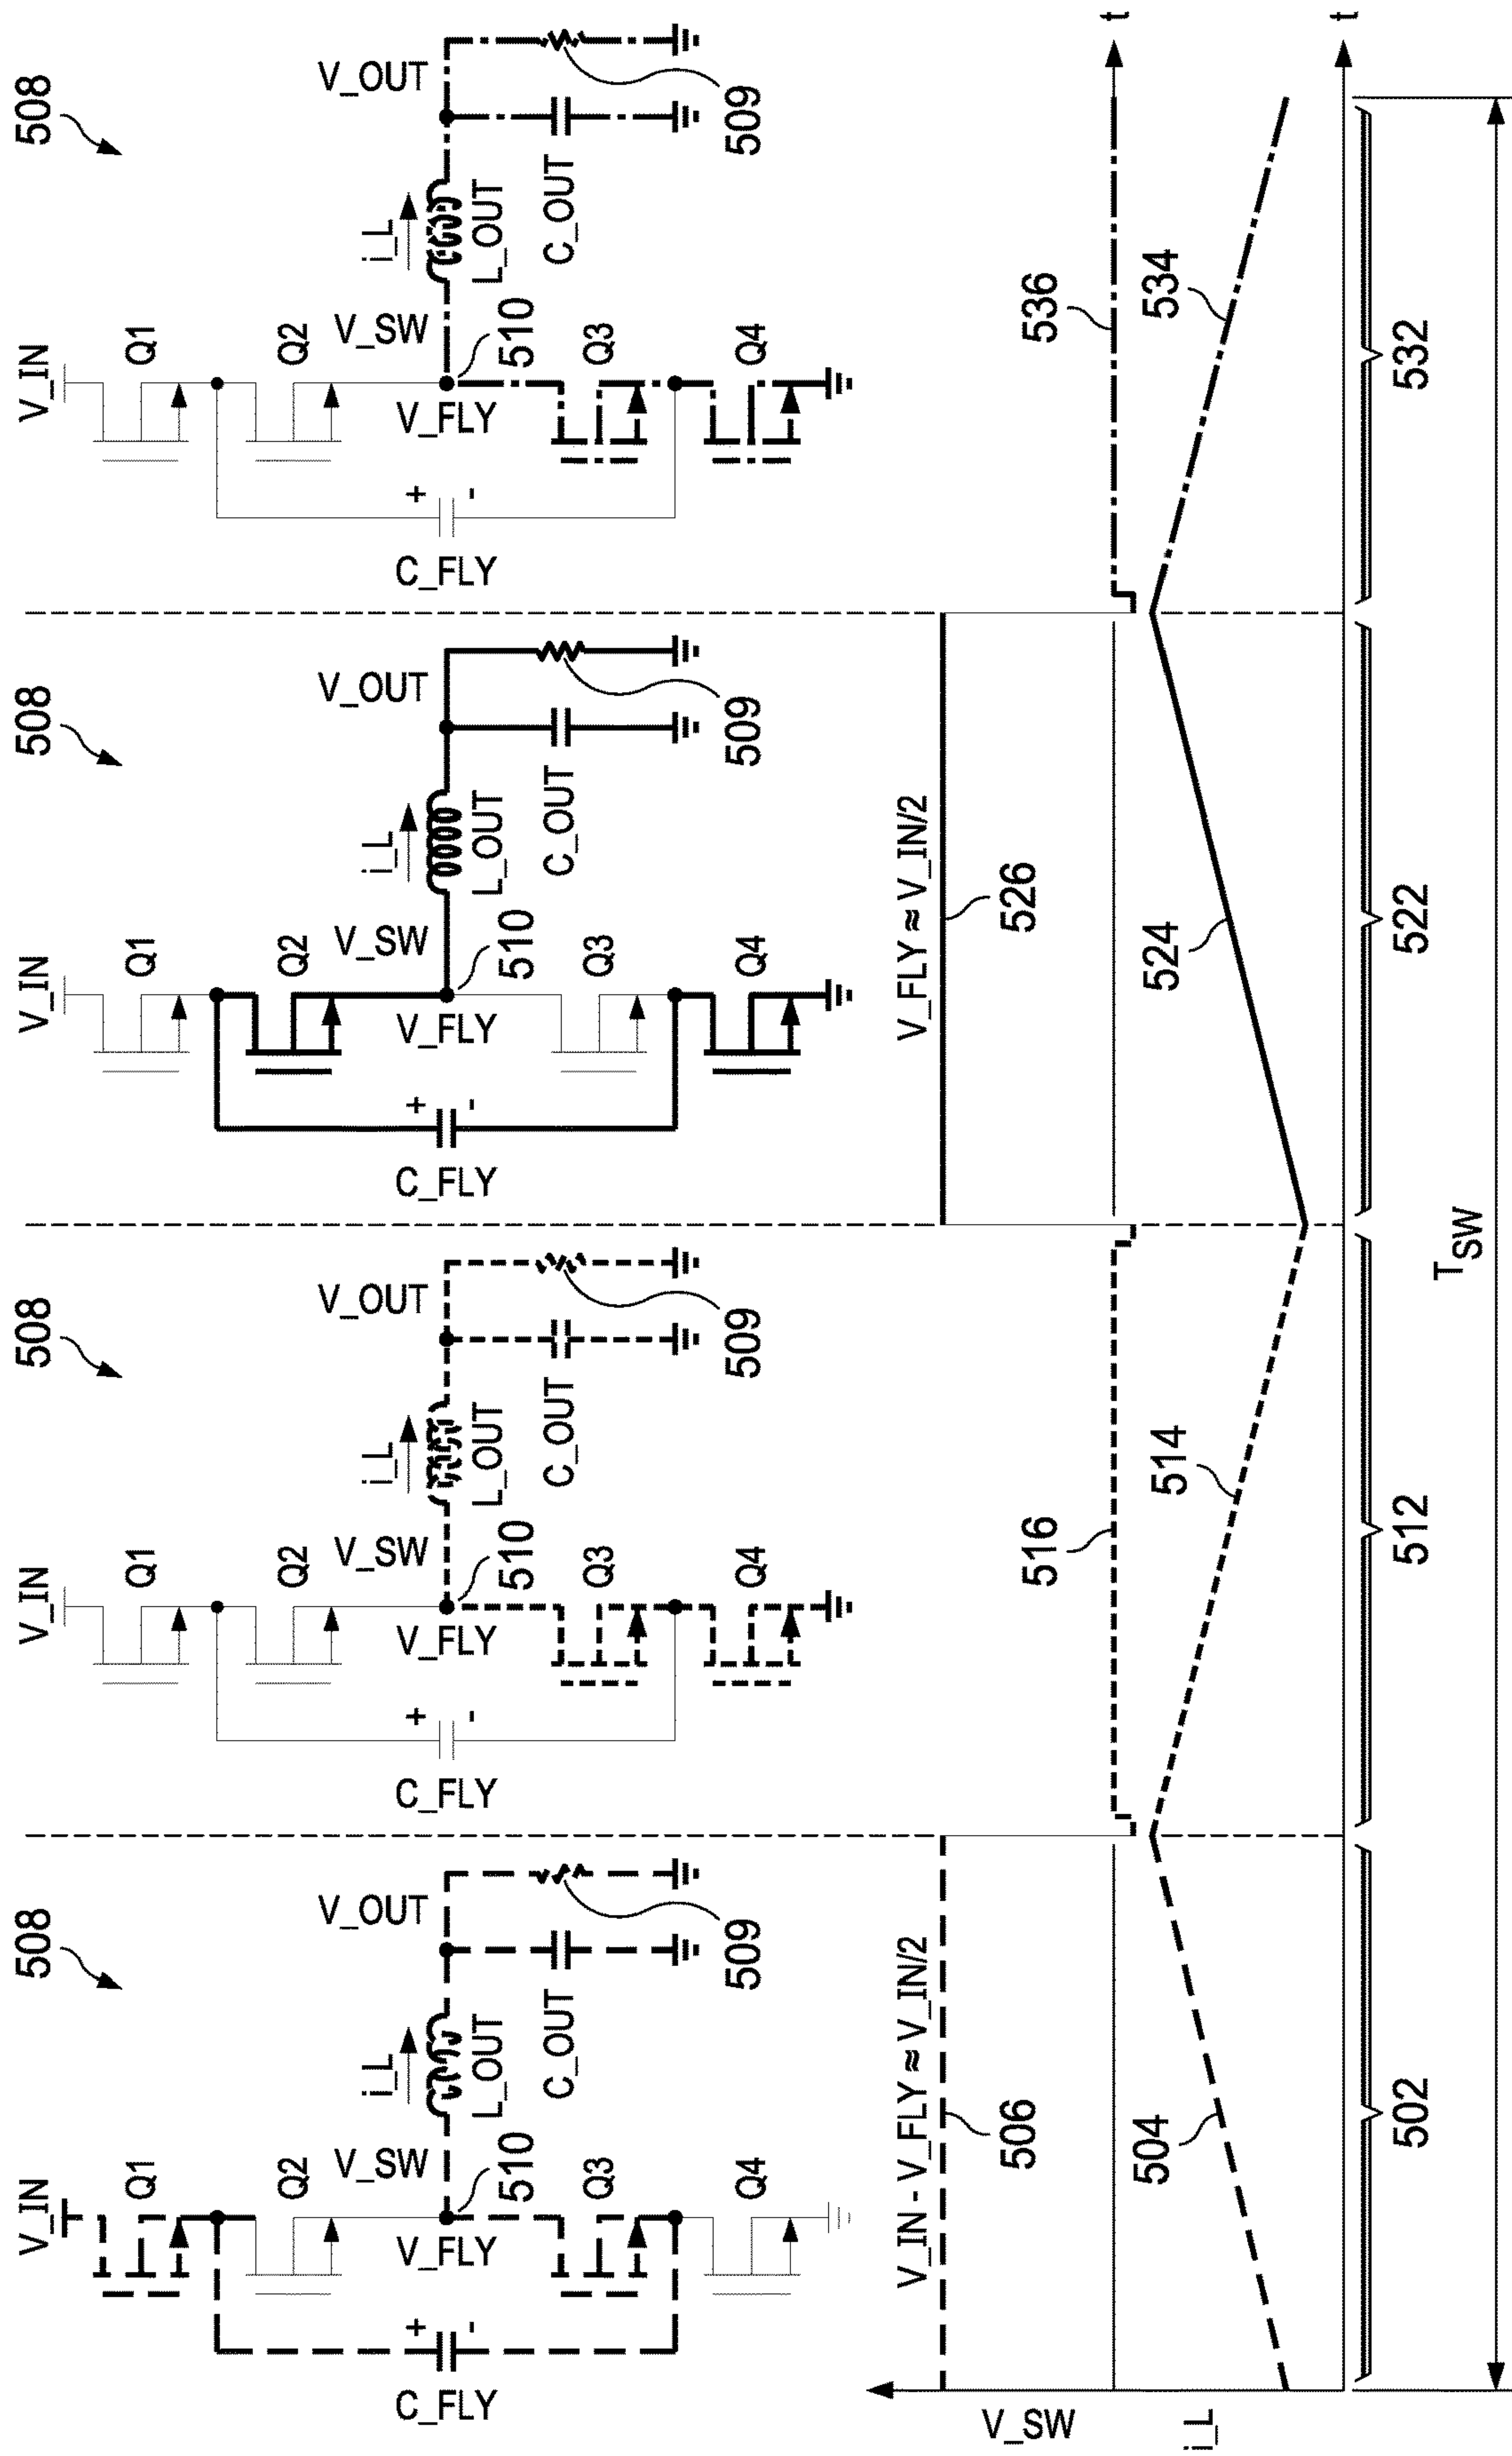 508
V_IN
Q1
Q2
V_SW
i_L
V_OUT
C_FLY
+
-
V_FLY
510
L_OUT
Q3
C_OUT
Q4
509
508
V_IN
Q1
Q2
V_SW
i_L
V_OUT
C_FLY
+
-
V_FLY
510
L_OUT
Q3
C_OUT
Q4
509
508
V_IN
Q1
Q2
V_SW
i_L
V_OUT
C_FLY
+
-
V_FLY
510
L_OUT
Q3
C_OUT
Q4
509
508
V_IN
Q1
Q2
V_SW
i_L
V_OUT
C_FLY
+
-
V_FLY
510
L_OUT
Q3
C_OUT
Q4
509
V_IN - V_FLY ≈ V_IN/2
V_FLY ≈ V_IN/2
V_SW
506
516
526
536
t
i_L
504
514
524
534
t
502
512
522
532
TSW